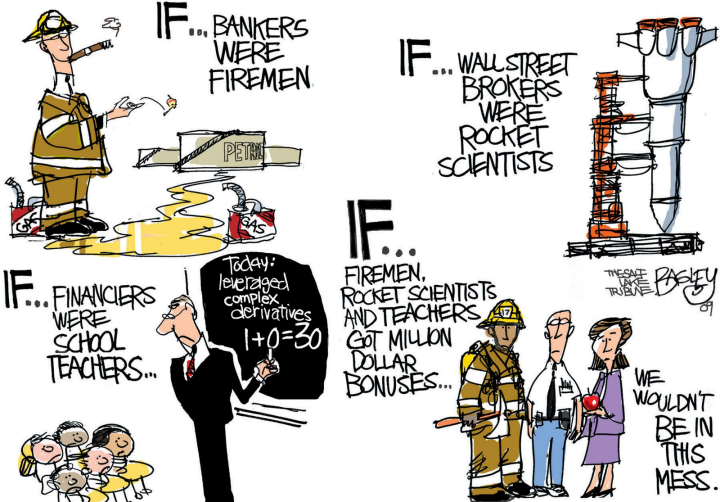 IF... BANKERS
WERE
FIREMEN
PETROL
GAS
GAS
IF... WALL STREET
BROKERS
WERE
ROCKET
SCIENTISTS
IF... FINANCIERS
WERE
SCHOOL
TEACHERS...
Today:
leveraged
complex
derivatives
1+0=30
IF...
FIREMEN,
ROCKET SCIENTISTS
AND TEACHERS
GOT MILLION
DOLLAR
BONUSES...
17
WE
WOULDN'T
BE IN
THIS
MESS.
THE SALT
LAKE
TRIBUNE
BAGLEY
09